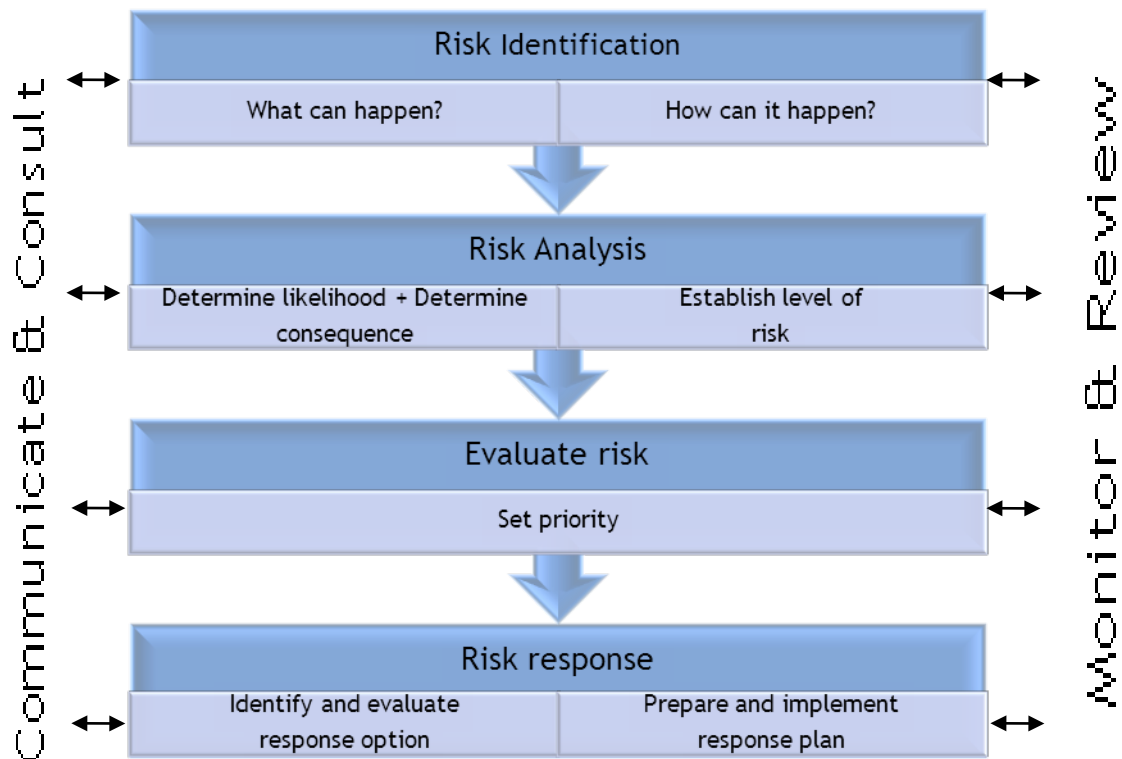 Risk Identification
What can happen?
How can it happen?
Risk Analysis
Determine likelihood + Determine
consequence
Establish level of
risk
Evaluate risk
Set priority
Risk response
Identify and evaluate
response option
Prepare and implement
response plan
Communicate & Consult
Monitor & Review